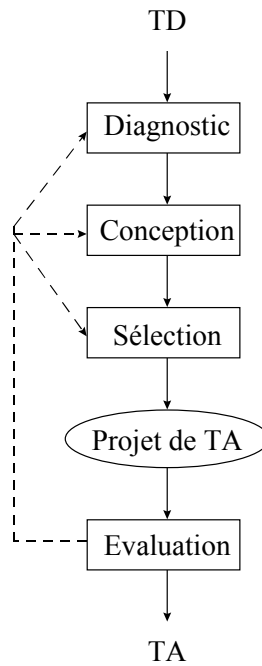 TD
Diagnostic
Conception
Sélection
Projet de TA
Evaluation
TA